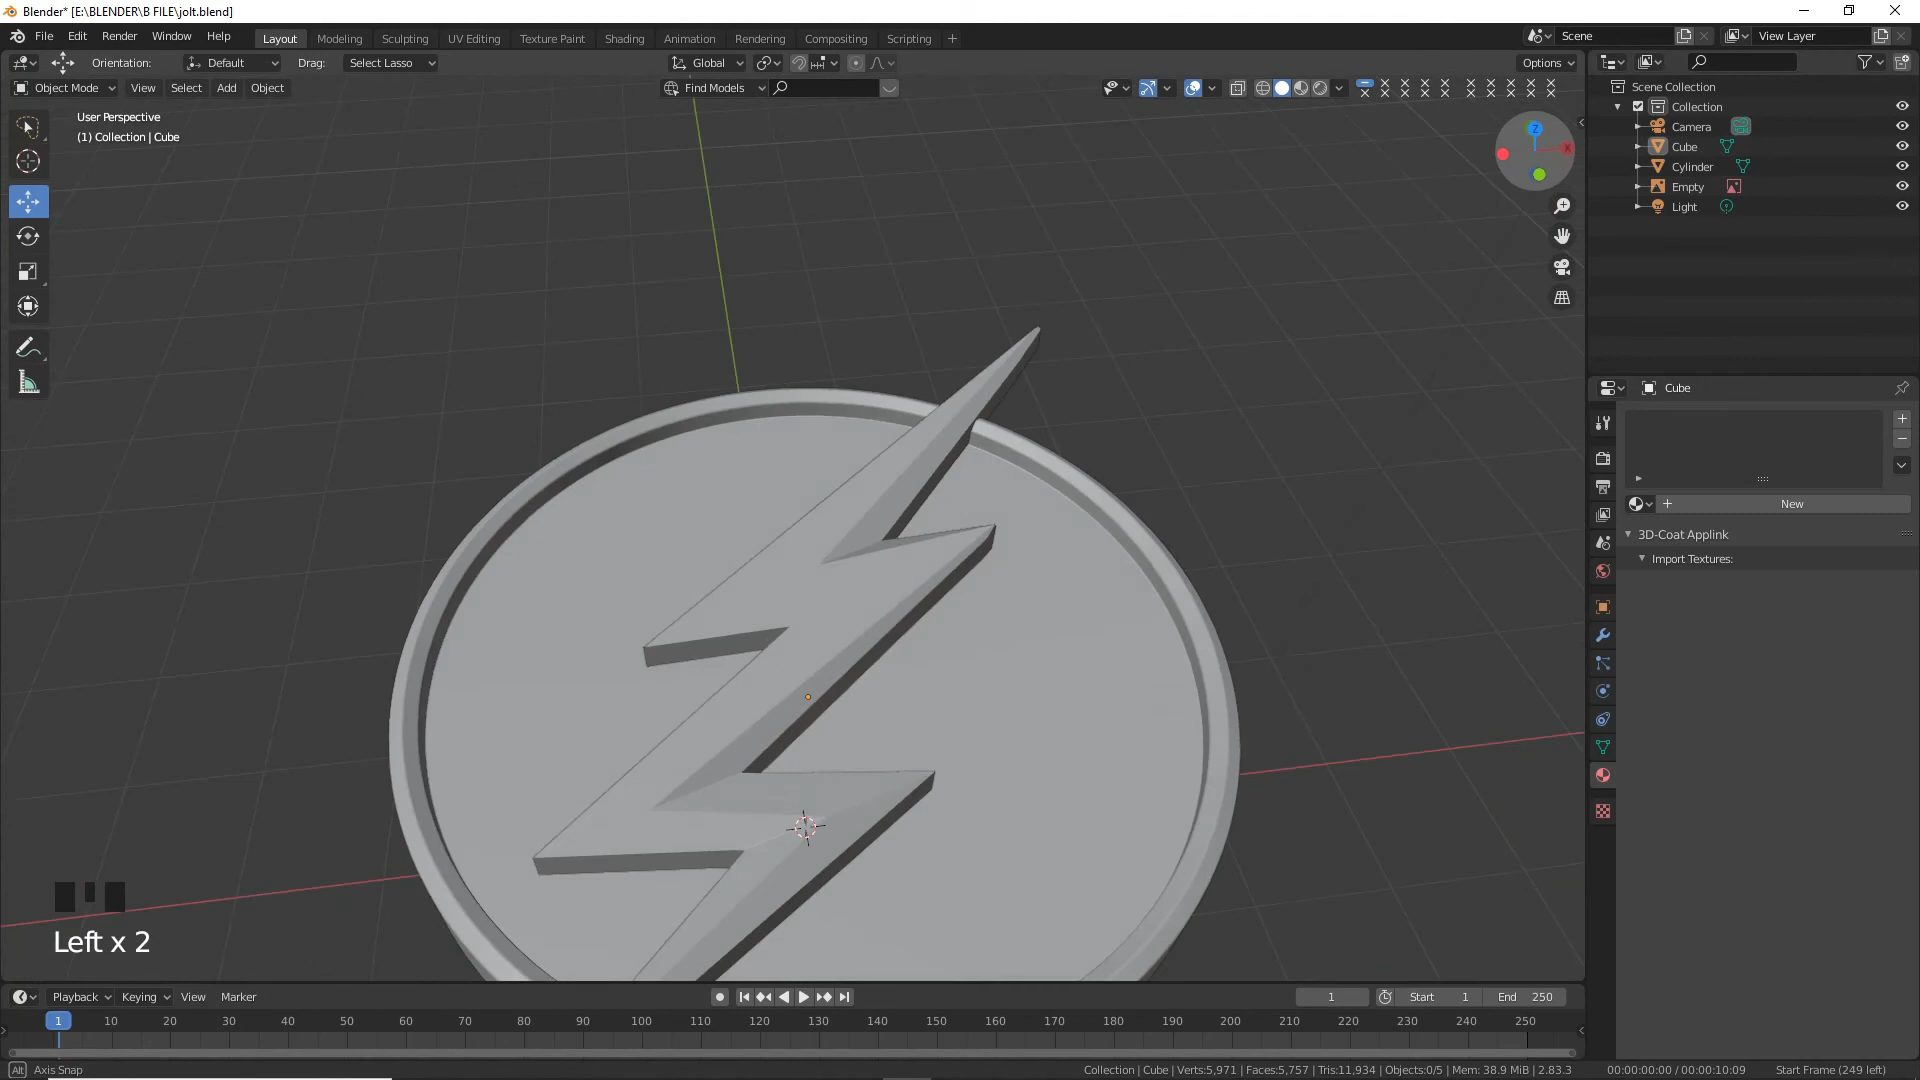 Blender* [E:\BLENDER\B FILE\jolt.blend]
File Edit Render Window Help
Layout Modeling Sculpting UV Editing Texture Paint Shading Animation Rendering Compositing Scripting
Scene
View Layer
Orientation: Default Drag: Select Lasso
Global
Options
Object Mode View Select Add Object
Find Models
User Perspective
(1) Collection | Cube
Z
X
Scene Collection
Collection
Camera
Cube
Cylinder
Empty
Light
Cube
New
3D-Coat Applink
Import Textures:
Left x 2
Playback Keying View Marker
1
Start 1 End 250
1 10 20 30 40 50 60 70 80 90 100 110 120 130 140 150 160 170 180 190 200 210 220 230 240 250
Alt Axis Snap
Collection | Cube | Verts:5,971 | Faces:5,757 | Tris:11,934 | Objects:0/5 | Mem: 38.9 MiB | 2.83.3
00:00:00:00 / 00:00:10:09
Start Frame (249 left)